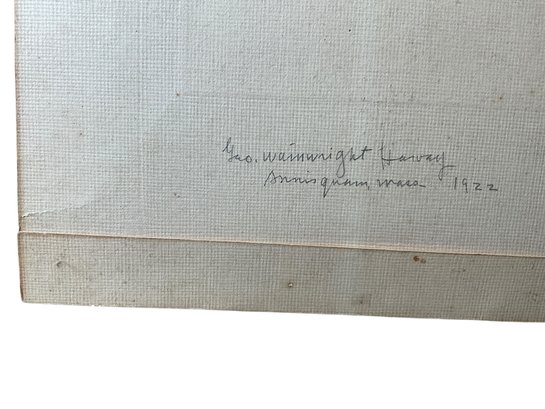 Geo. Wainwright Harvey
Annisquam, Mass 1922